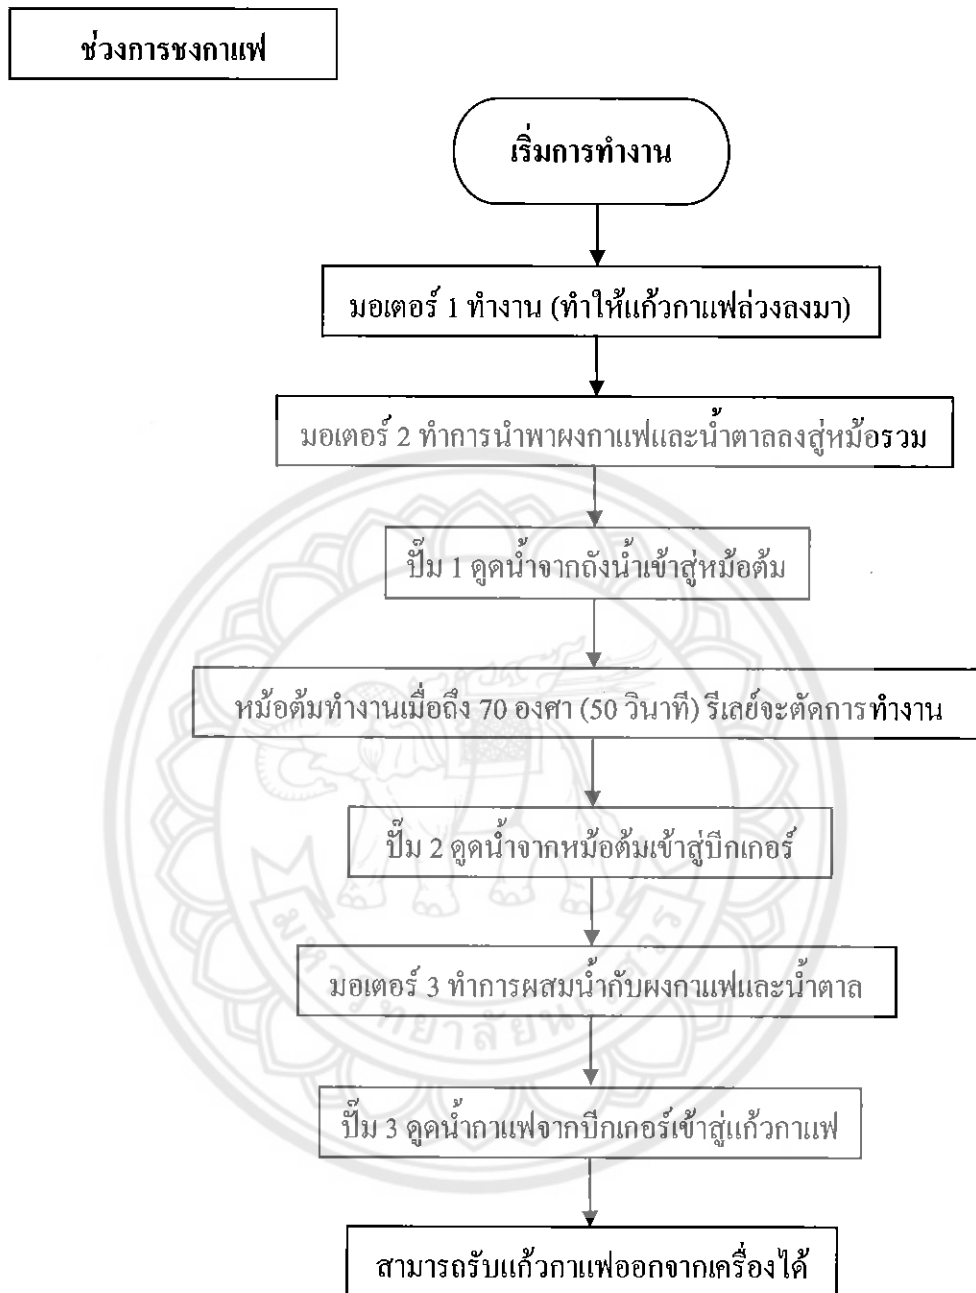 ช่วงการชงกาแฟ
เริ่มการทำงาน
มอเตอร์ 1 ทำงาน (ทำให้แก้วกาแฟล่วงลงมา)
มอเตอร์ 2 ทำการนำพาผงกาแฟและน้ำตาลลงสู่หม้อรวม
ปั๊ม 1 ดูดน้ำจากถังน้ำเข้าสู่หม้อต้ม
หม้อต้มทำงานเมื่อถึง 70 องศา (50 วินาที) รีเลย์จะตัดการทำงาน
ปั๊ม 2 ดูดน้ำจากหม้อต้มเข้าสู่บีกเกอร์
มอเตอร์ 3 ทำการผสมน้ำกับผงกาแฟและน้ำตาล
ปั๊ม 3 ดูดน้ำกาแฟจากบีกเกอร์เข้าสู่แก้วกาแฟ
สามารถรับแก้วกาแฟออกจากเครื่องได้